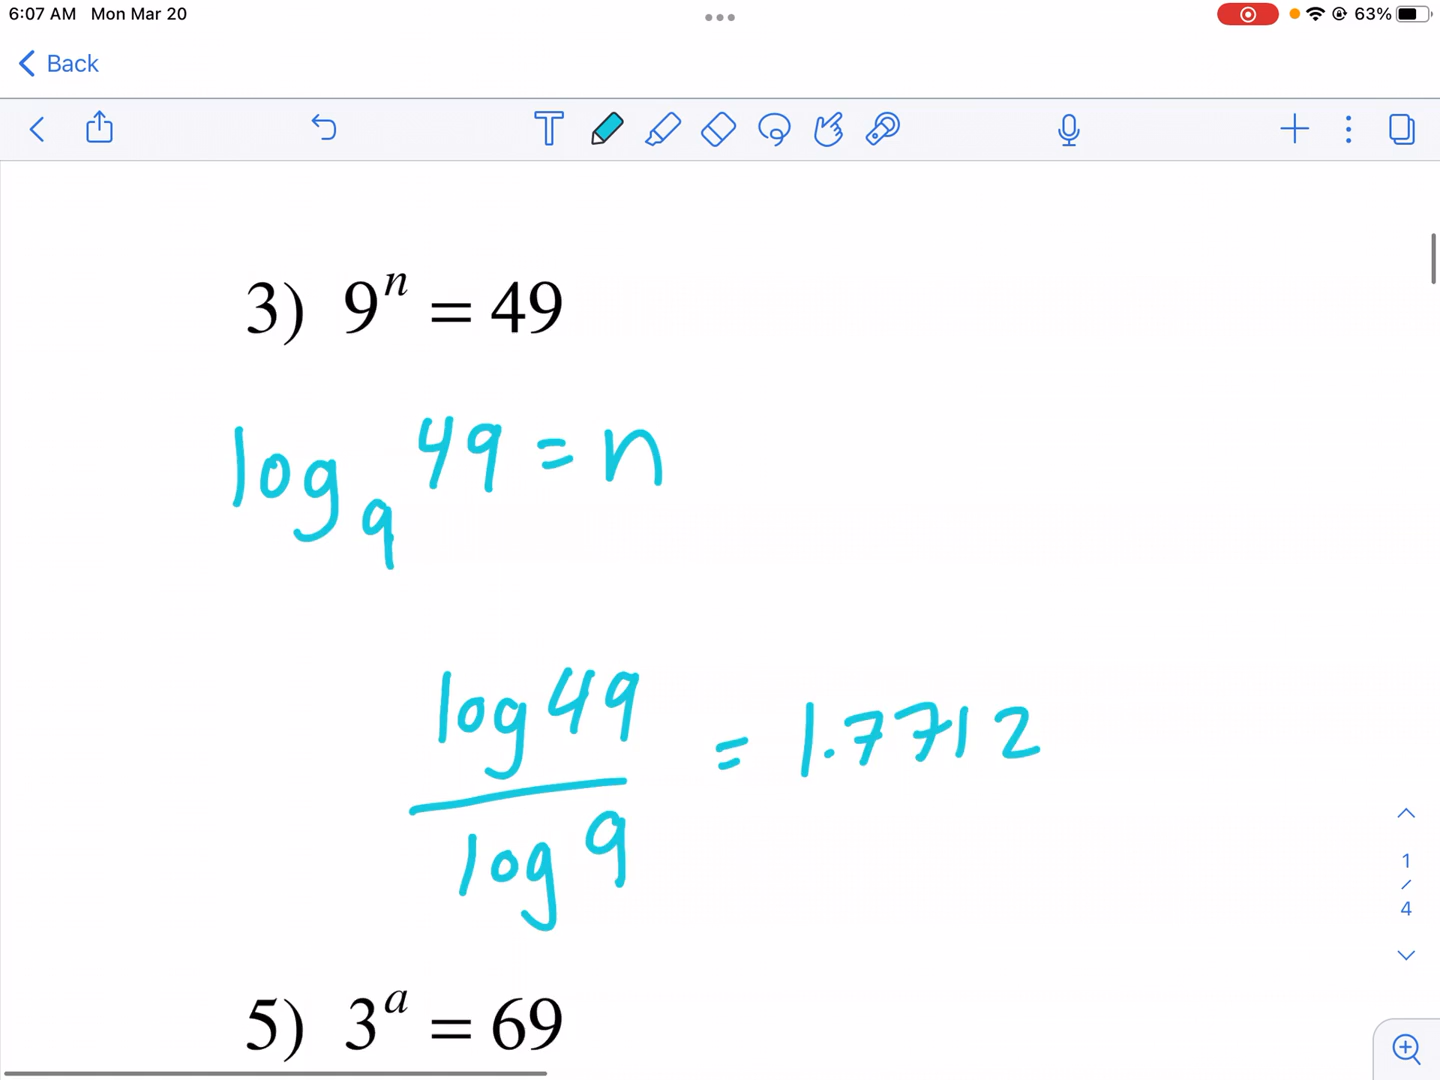 6:07 AM Mon Mar 20 63%
Back
T
3) 9ⁿ = 49
log₉ 49 = n
log 49
= 1.7712
log 9
1
/
4
5) 3ᵃ = 69